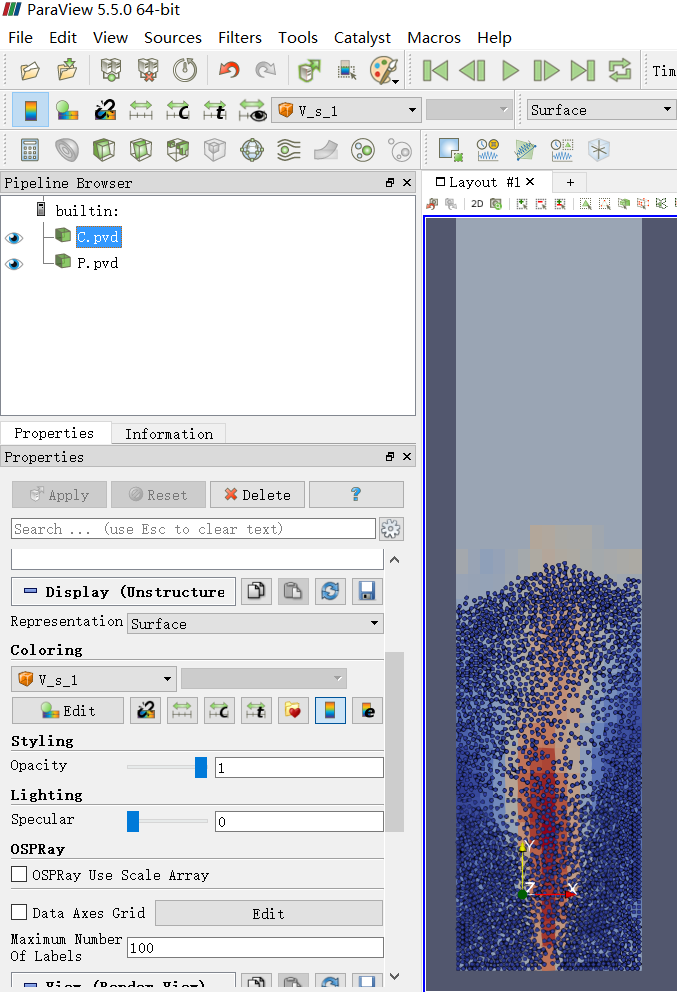 ParaView 5.5.0 64-bit
File Edit View Sources Filters Tools Catalyst Macros Help
Tim
V_s_1 Surface
Pipeline Browser
Layout #1 +
2D
builtin:
C.pvd
P.pvd
Properties Information
Properties
Apply Reset Delete ?
Search ... (use Esc to clear text)
Display (Unstructure
Representation Surface
Coloring
V_s_1
Edit
Styling
Opacity 1
Lighting
Specular 0
OSPRay
OSPRay Use Scale Array
Data Axes Grid Edit
Maximum Number
Of Labels 100
View (Render View)
Y
Z X